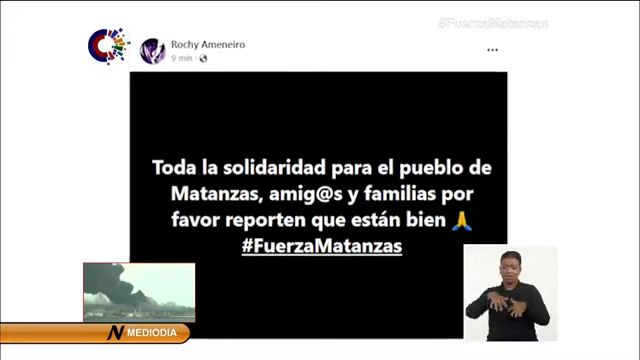 #FuerzaMatanzas
Rochy Ameneiro
9 min ·
Toda la solidaridad para el pueblo de
Matanzas, amig@s y familias por
favor reporten que están bien 🙏
#FuerzaMatanzas
N MEDIODIA